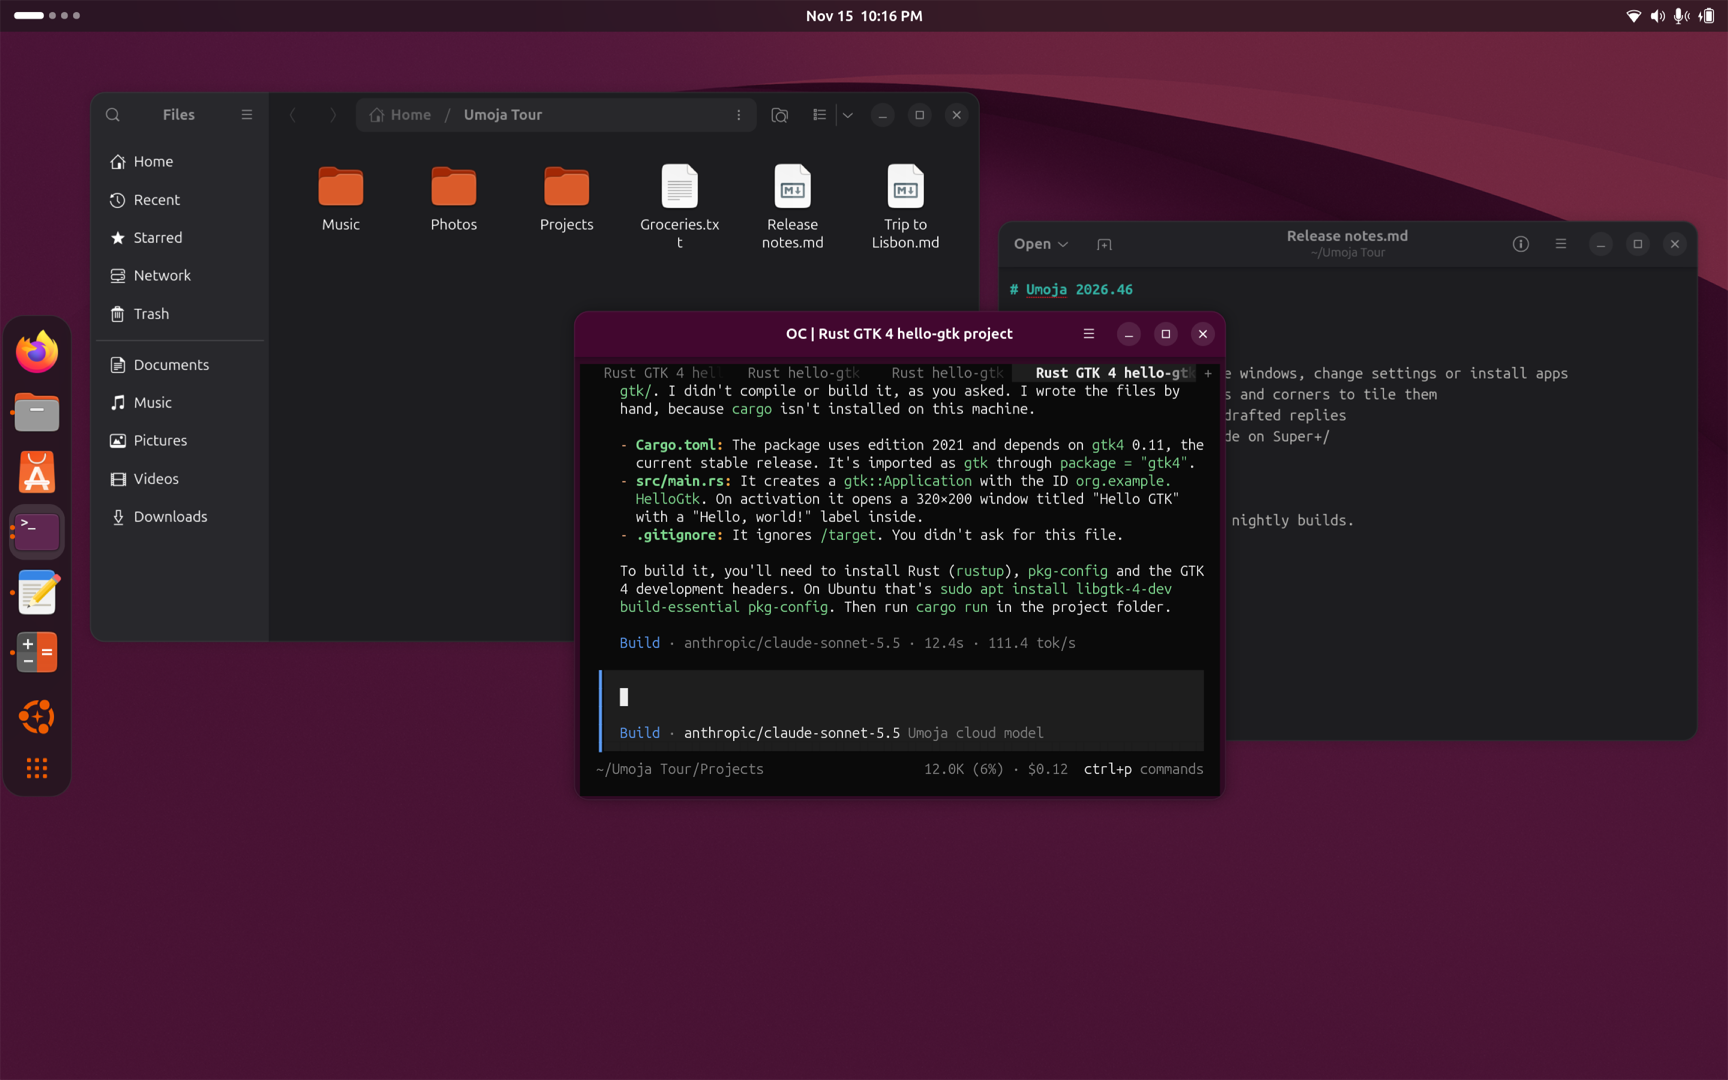 Nov 15 10:16 PM
Files
Home / Umoja Tour
Home
Recent
Starred
Network
Trash
Documents
Music
Pictures
Videos
Downloads
Music
Photos
Projects
Groceries.tx
t
Release
notes.md
Trip to
Lisbon.md
Open
Release notes.md
~/Umoja Tour
# Umoja 2026.46
windows, change settings or install apps
and corners to tile them
drafted replies
on Super+/
nightly builds.
OC | Rust GTK 4 hello-gtk project
Rust GTK 4 hel
Rust hello-gtk
Rust hello-gtk
Rust GTK 4 hello-gt
+
gtk/. I didn't compile or build it, as you asked. I wrote the files by
hand, because cargo isn't installed on this machine.
- Cargo.toml: The package uses edition 2021 and depends on gtk4 0.11, the
current stable release. It's imported as gtk through package = "gtk4".
- src/main.rs: It creates a gtk::Application with the ID org.example.
HelloGtk. On activation it opens a 320×200 window titled "Hello GTK"
with a "Hello, world!" label inside.
- .gitignore: It ignores /target. You didn't ask for this file.
To build it, you'll need to install Rust (rustup), pkg-config and the GTK
4 development headers. On Ubuntu that's sudo apt install libgtk-4-dev
build-essential pkg-config. Then run cargo run in the project folder.
Build · anthropic/claude-sonnet-5.5 · 12.4s · 111.4 tok/s
Build · anthropic/claude-sonnet-5.5 Umoja cloud model
~/Umoja Tour/Projects
12.0K (6%) · $0.12 ctrl+p commands